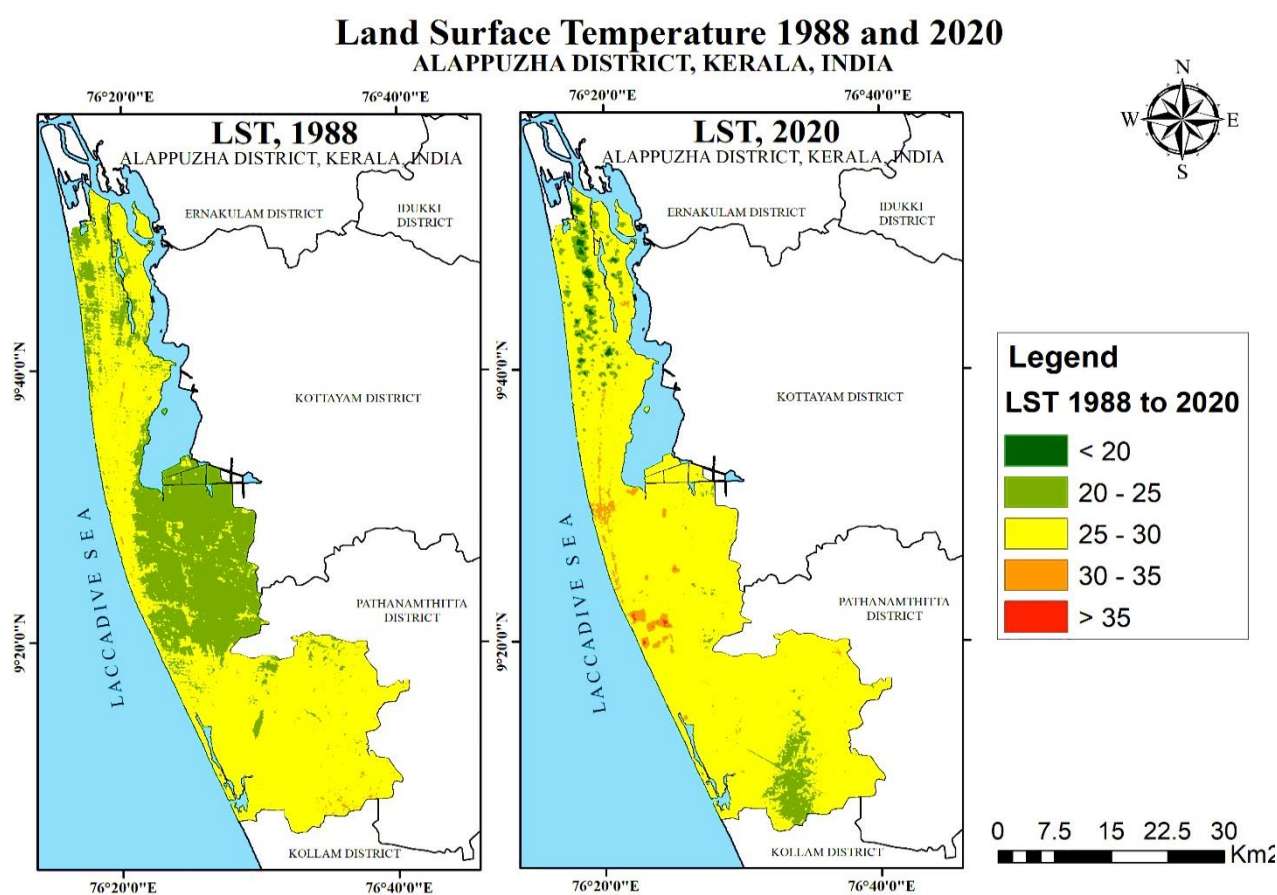 Land Surface Temperature 1988 and 2020
ALAPPUZHA DISTRICT, KERALA, INDIA
76°20'0"E 76°40'0"E
LST, 1988
ALAPPUZHA DISTRICT, KERALA, INDIA
ERNAKULAM DISTRICT
IDUKKI
DISTRICT
9°40'0"N
KOTTAYAM DISTRICT
LACCADIVE SEA
PATHANAMTHITTA
DISTRICT
9°20'0"N
KOLLAM DISTRICT
76°20'0"E 76°40'0"E
76°20'0"E 76°40'0"E
LST, 2020
ALAPPUZHA DISTRICT, KERALA, INDIA
ERNAKULAM DISTRICT
IDUKKI
DISTRICT
9°40'0"N
KOTTAYAM DISTRICT
LACCADIVE SEA
PATHANAMTHITTA
DISTRICT
9°20'0"N
KOLLAM DISTRICT
76°20'0"E 76°40'0"E
N
W E
S
Legend
LST 1988 to 2020
< 20
20 - 25
25 - 30
30 - 35
> 35
0 7.5 15 22.5 30
Km2